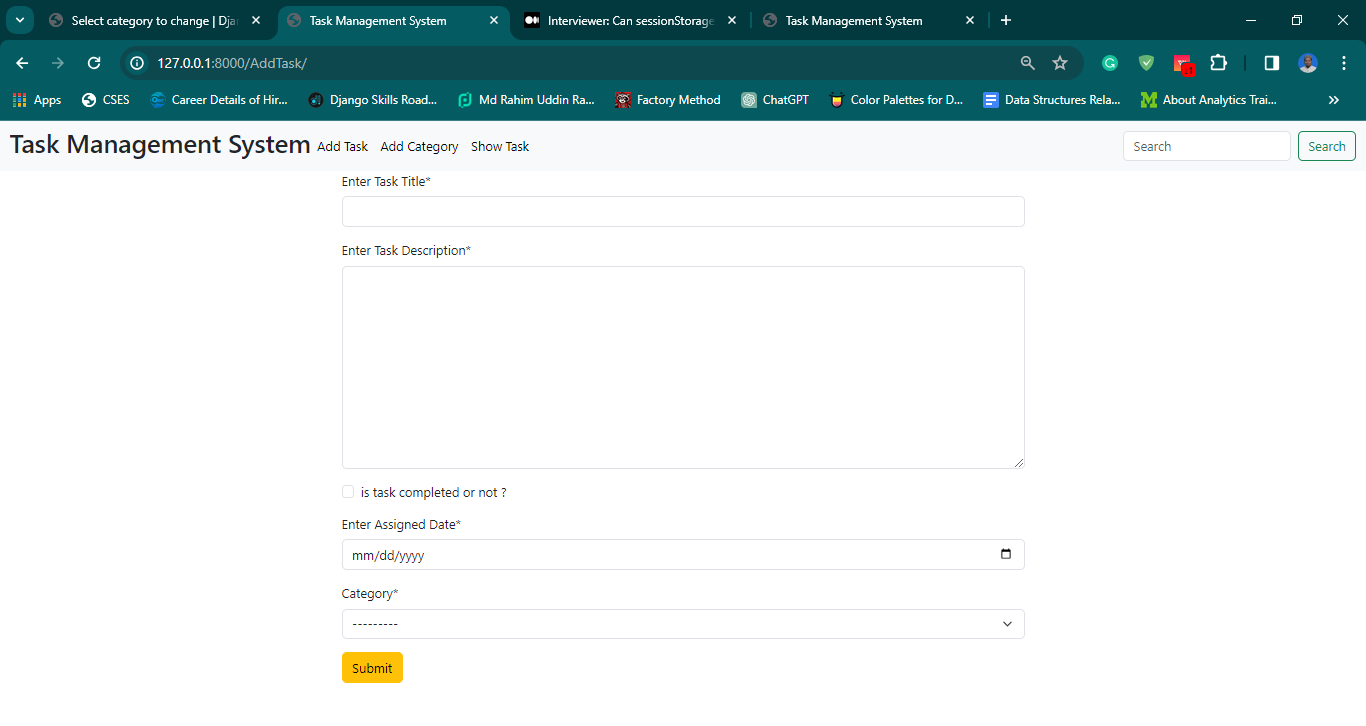 Select category to change | Dja
Task Management System
Interviewer: Can sessionStorage
Task Management System
127.0.0.1:8000/AddTask/
Apps
CSES
Career Details of Hir...
Django Skills Road...
Md Rahim Uddin Ra...
Factory Method
ChatGPT
Color Palettes for D...
Data Structures Rela...
About Analytics Trai...
Task Management System Add Task Add Category Show Task Search Search
Enter Task Title*
Enter Task Description*
is task completed or not ?
Enter Assigned Date*
mm/dd/yyyy
Category*
---------
Submit